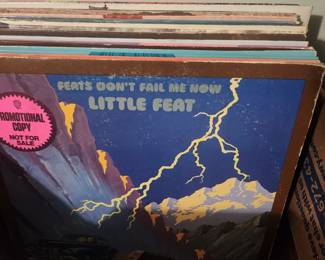 FEATS DON'T FAIL ME NOW
LITTLE FEAT
PROMOTIONAL
COPY
NOT FOR
SALE